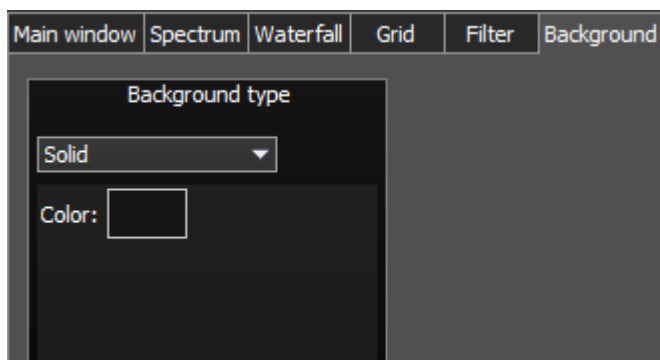 Main window Spectrum Waterfall Grid Filter Background
Background type
Solid
Color: